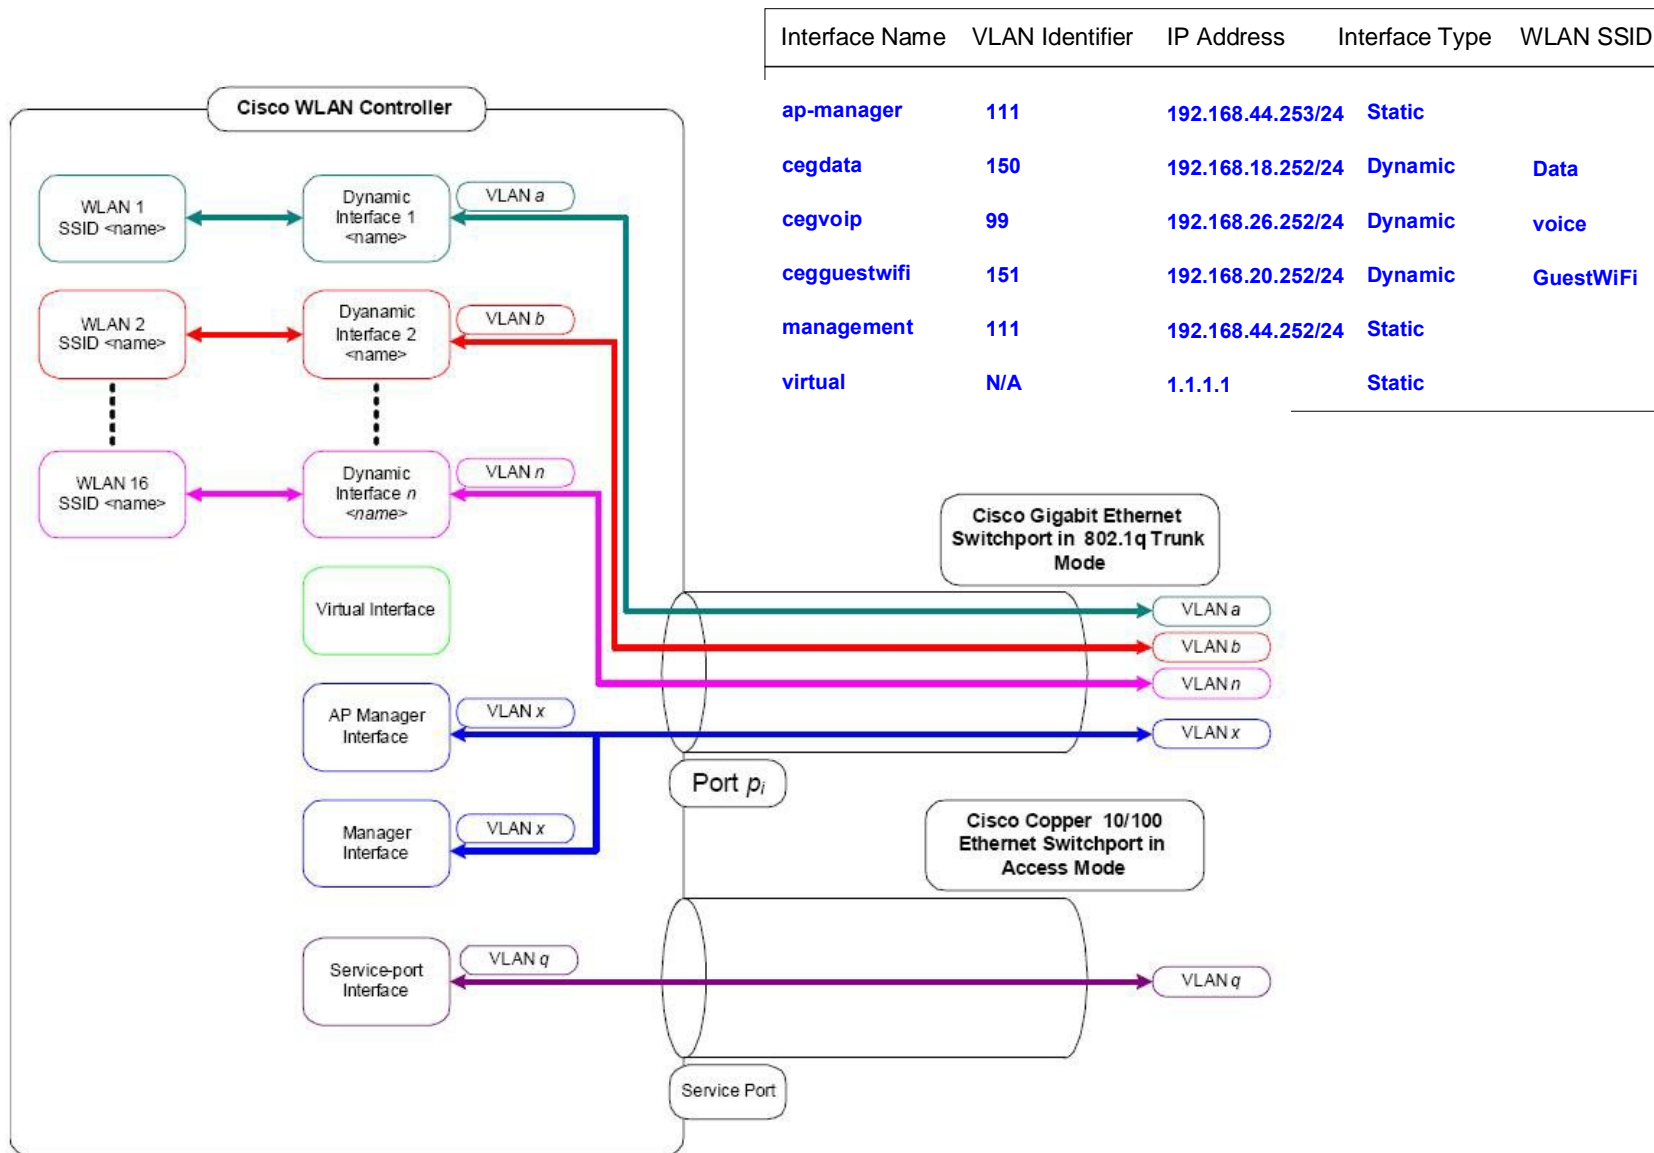 Interface Name VLAN Identifier IP Address Interface Type WLAN SSID
ap-manager 111 192.168.44.253/24 Static
cegdata 150 192.168.18.252/24 Dynamic Data
cegvoip 99 192.168.26.252/24 Dynamic voice
cegguestwifi 151 192.168.20.252/24 Dynamic GuestWiFi
management 111 192.168.44.252/24 Static
virtual N/A 1.1.1.1 Static
Cisco WLAN Controller
WLAN 1
SSID <name>
Dynamic
Interface 1
<name>
VLAN a
WLAN 2
SSID <name>
Dyanamic
Interface 2
<name>
VLAN b
WLAN 16
SSID <name>
Dynamic
Interface n
<name>
VLAN n
Virtual Interface
AP Manager
Interface
VLAN x
Manager
Interface
VLAN x
Service-port
Interface
VLAN q
Cisco Gigabit Ethernet
Switchport in 802.1q Trunk
Mode
VLAN a
VLAN b
VLAN n
VLAN x
Port pi
Cisco Copper 10/100
Ethernet Switchport in
Access Mode
VLAN q
Service Port